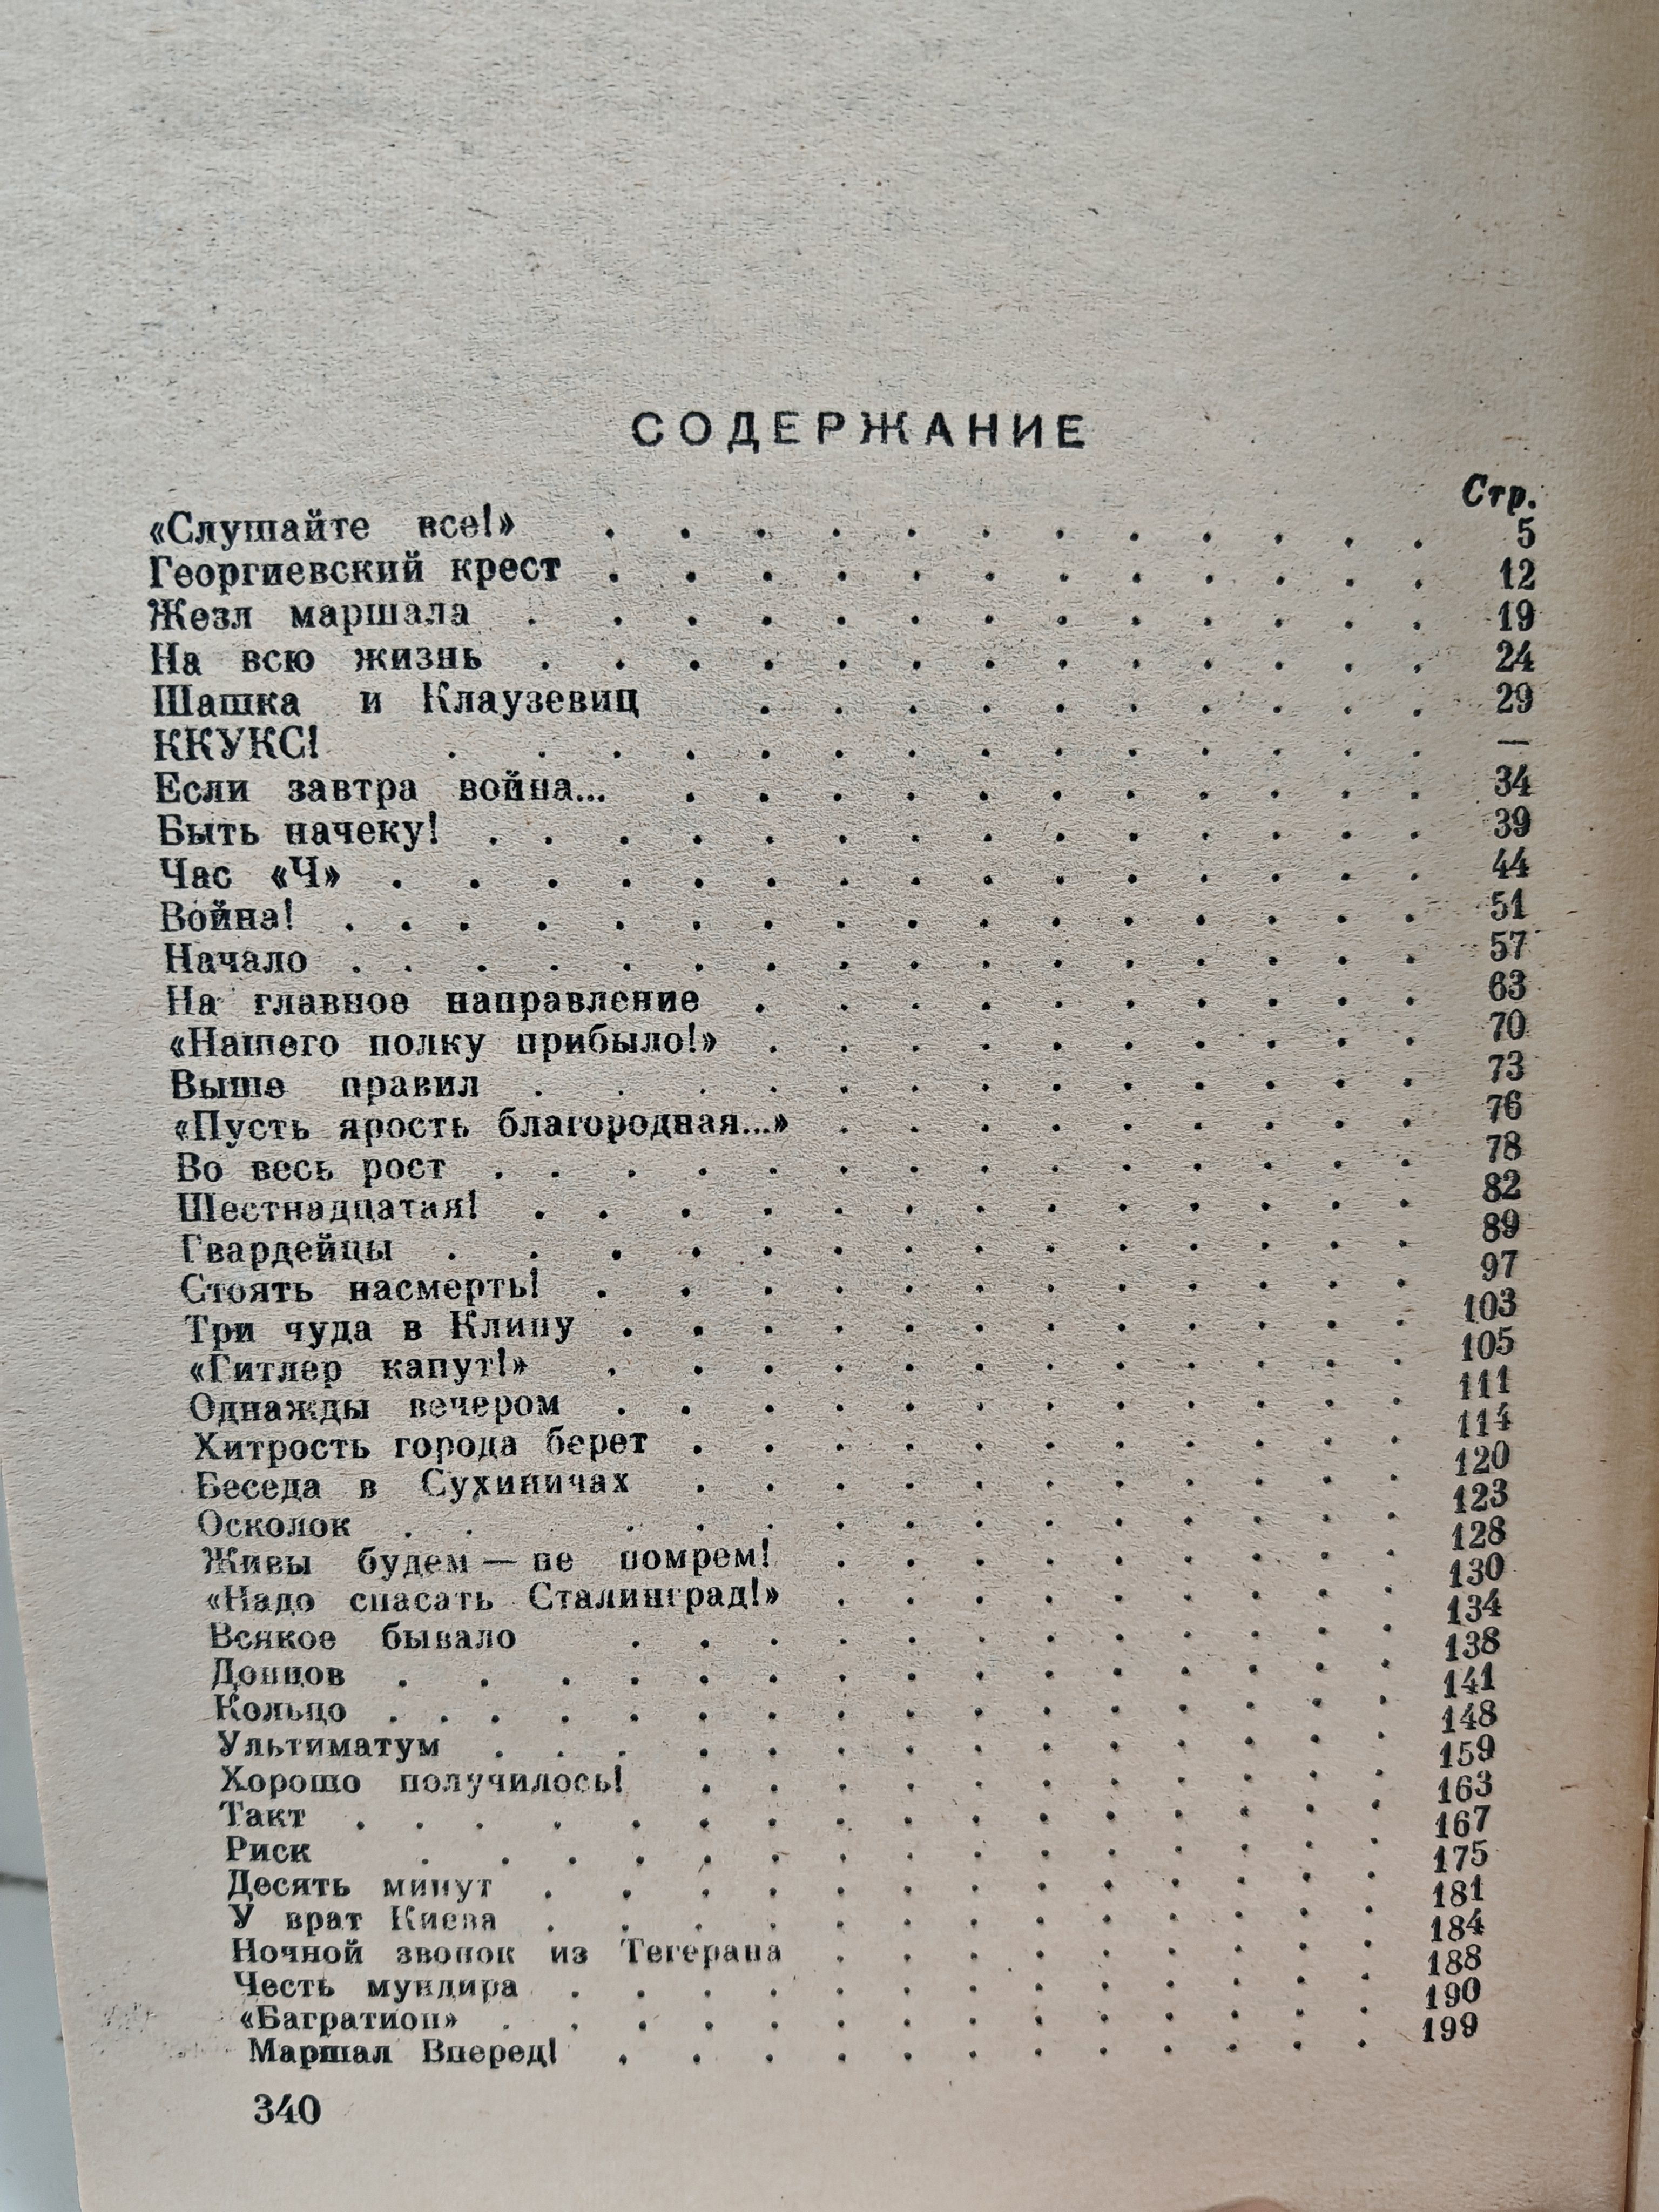 СОДЕРЖАНИЕ
Стр.
«Слушайте все!» . . . . . . . . . . . . 5
Георгиевский крест . . . . . . . . . . . . 12
Жезл маршала . . . . . . . . . . . . . 19
На всю жизнь . . . . . . . . . . . . . 24
Шашка и Клаузевиц . . . . . . . . . . 29
ККУКС! . . . . . . . . . . . . . . —
Если завтра война... . . . . . . . . . . . 34
Быть начеку! . . . . . . . . . . . . . . 39
Час «Ч» . . . . . . . . . . . . . . . 44
Война! . . . . . . . . . . . . . . . . 51
Начало . . . . . . . . . . . . . . . . 57
На главное направление . . . . . . . . . . 63
«Нашего полку прибыло!» . . . . . . . . . . 70
Выше правил . . . . . . . . . . . . . 73
«Пусть ярость благородная...» . . . . . . . . . 76
Во весь рост . . . . . . . . . . . . . . 78
Шестнадцатая! . . . . . . . . . . . . . 82
Гвардейцы . . . . . . . . . . . . . . 89
Стоять насмерть! . . . . . . . . . . . . 97
Три чуда в Клину . . . . . . . . . . . . 103
«Гитлер капут!» . . . . . . . . . . . . 105
Однажды вечером . . . . . . . . . . . . 111
Хитрость города берет . . . . . . . . . . . 114
Беседа в Сухиничах . . . . . . . . . . . 120
Осколок . . . . . . . . . . . . . . 123
Живы будем — не помрем! . . . . . . . . . 128
«Надо спасать Сталинград!» . . . . . . . . . 130
Всякое бывало . . . . . . . . . . . . 134
Донцов . . . . . . . . . . . . . . . 138
Кольцо . . . . . . . . . . . . . . . . 141
Ультиматум . . . . . . . . . . . . . . 148
Хорошо получилось! . . . . . . . . . . . 159
Такт . . . . . . . . . . . . . . . . 163
Риск . . . . . . . . . . . . . . . 167
Десять минут . . . . . . . . . . . . . 175
У врат Киева . . . . . . . . . . . . . 181
Ночной звонок из Тегерана . . . . . . . . . 184
Честь мундира . . . . . . . . . . . . . 188
«Багратион» . . . . . . . . . . . . . . 190
Маршал Вперед! . . . . . . . . . . . . 199
340